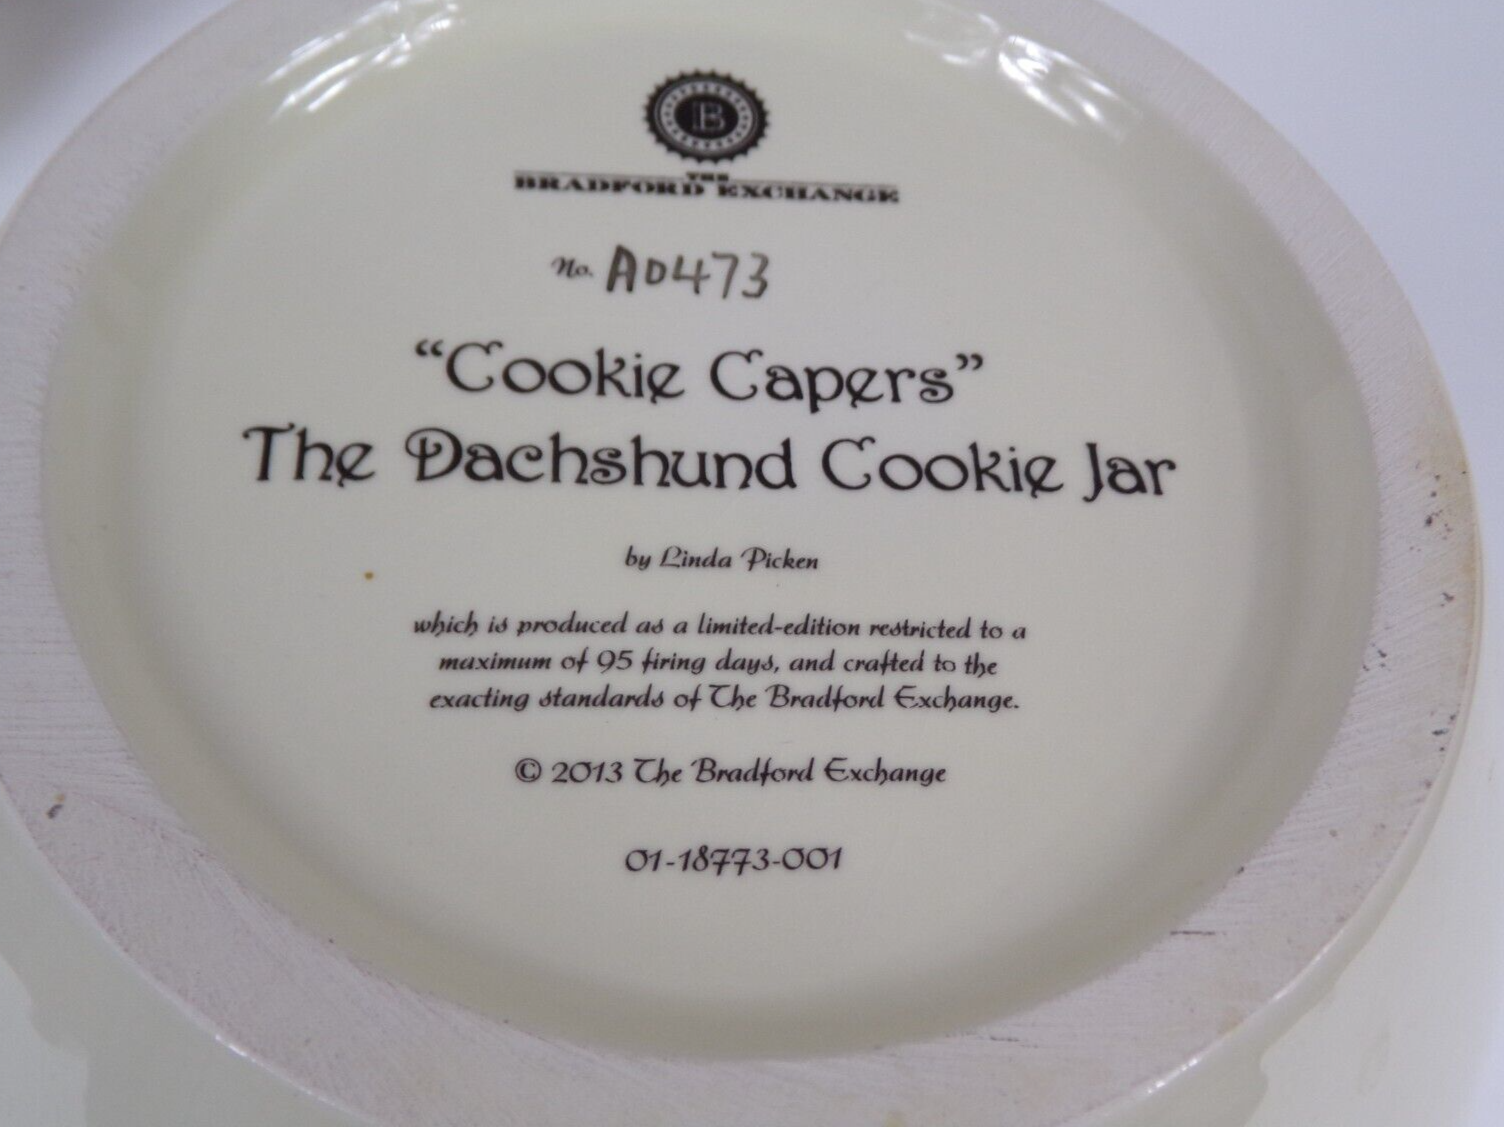 B
THE
BRADFORD EXCHANGE
No. A0473
“Cookie Capers”
The Dachshund Cookie Jar
by Linda Picken
which is produced as a limited-edition restricted to a
maximum of 95 firing days, and crafted to the
exacting standards of The Bradford Exchange.
© 2013 The Bradford Exchange
01-18773-001